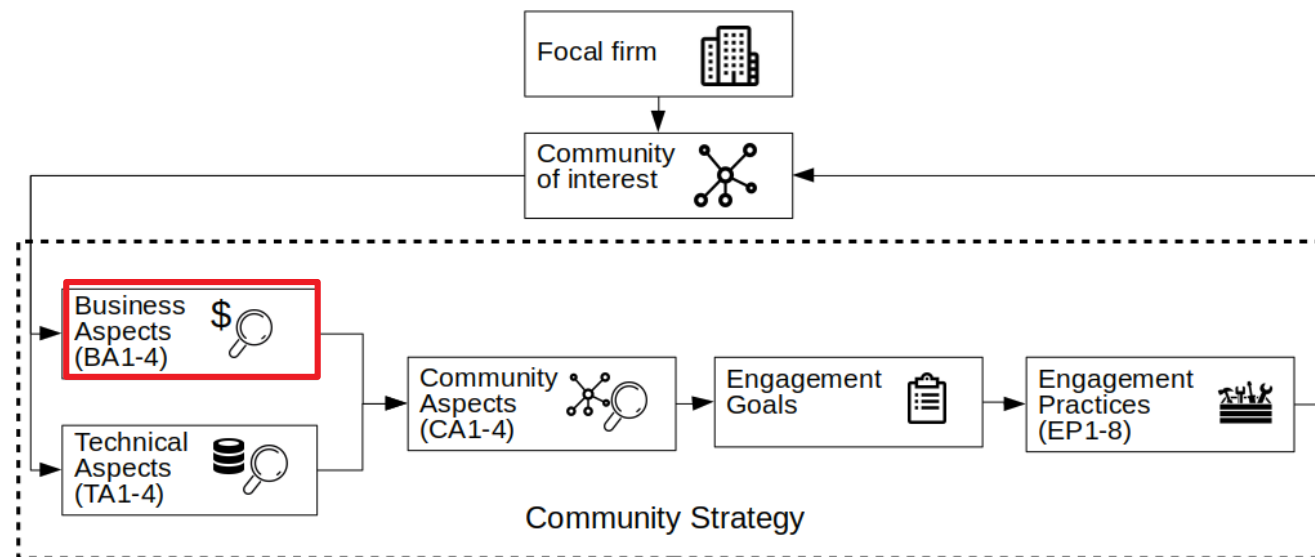 Focal firm
Community
of interest
Business
Aspects
(BA1-4)
$
Technical
Aspects
(TA1-4)
Community
Aspects
(CA1-4)
Engagement
Goals
Engagement
Practices
(EP1-8)
Community Strategy